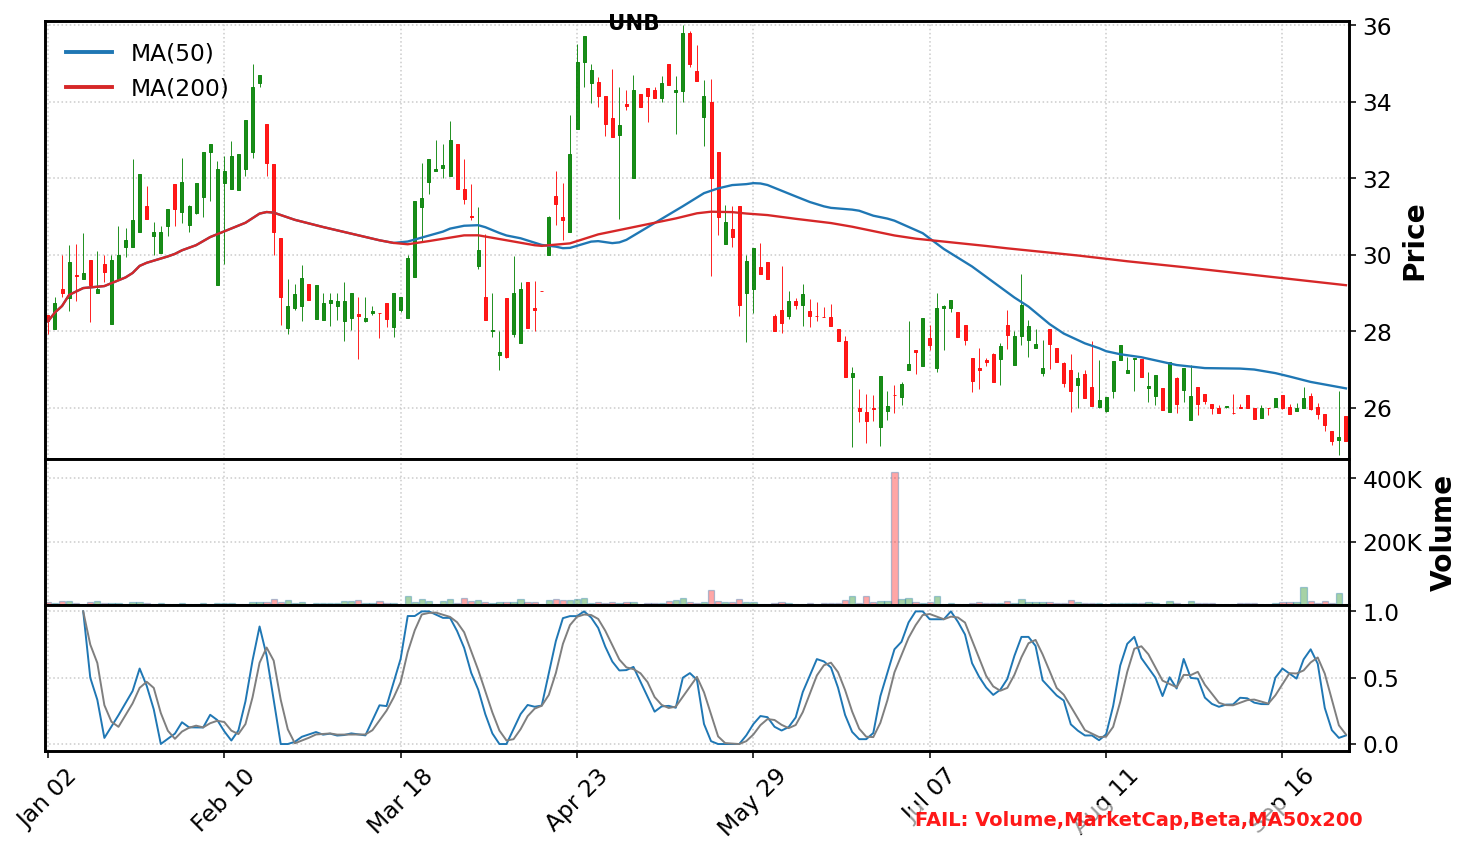 UNB
MA(50)
MA(200)
36
34
32
30
28
26
Price
400K
200K
Volume
1.0
0.5
0.0
Jan 02
Feb 10
Mar 18
Apr 23
May 29
Jul 07
Aug 11
Sep 16
FAIL: Volume,MarketCap,Beta,MA50x200